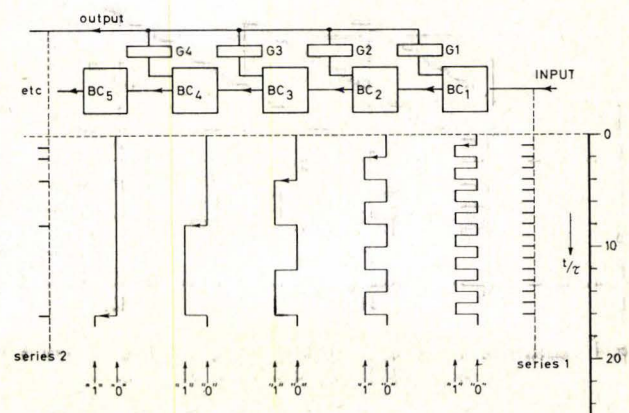 output
G4 G3 G2 G1
etc BC5 BC4 BC3 BC2 BC1 INPUT
0
10
t/τ
20
series 2 series 1
"1" "0" "1" "0" "1" "0" "1" "0" "1" "0"